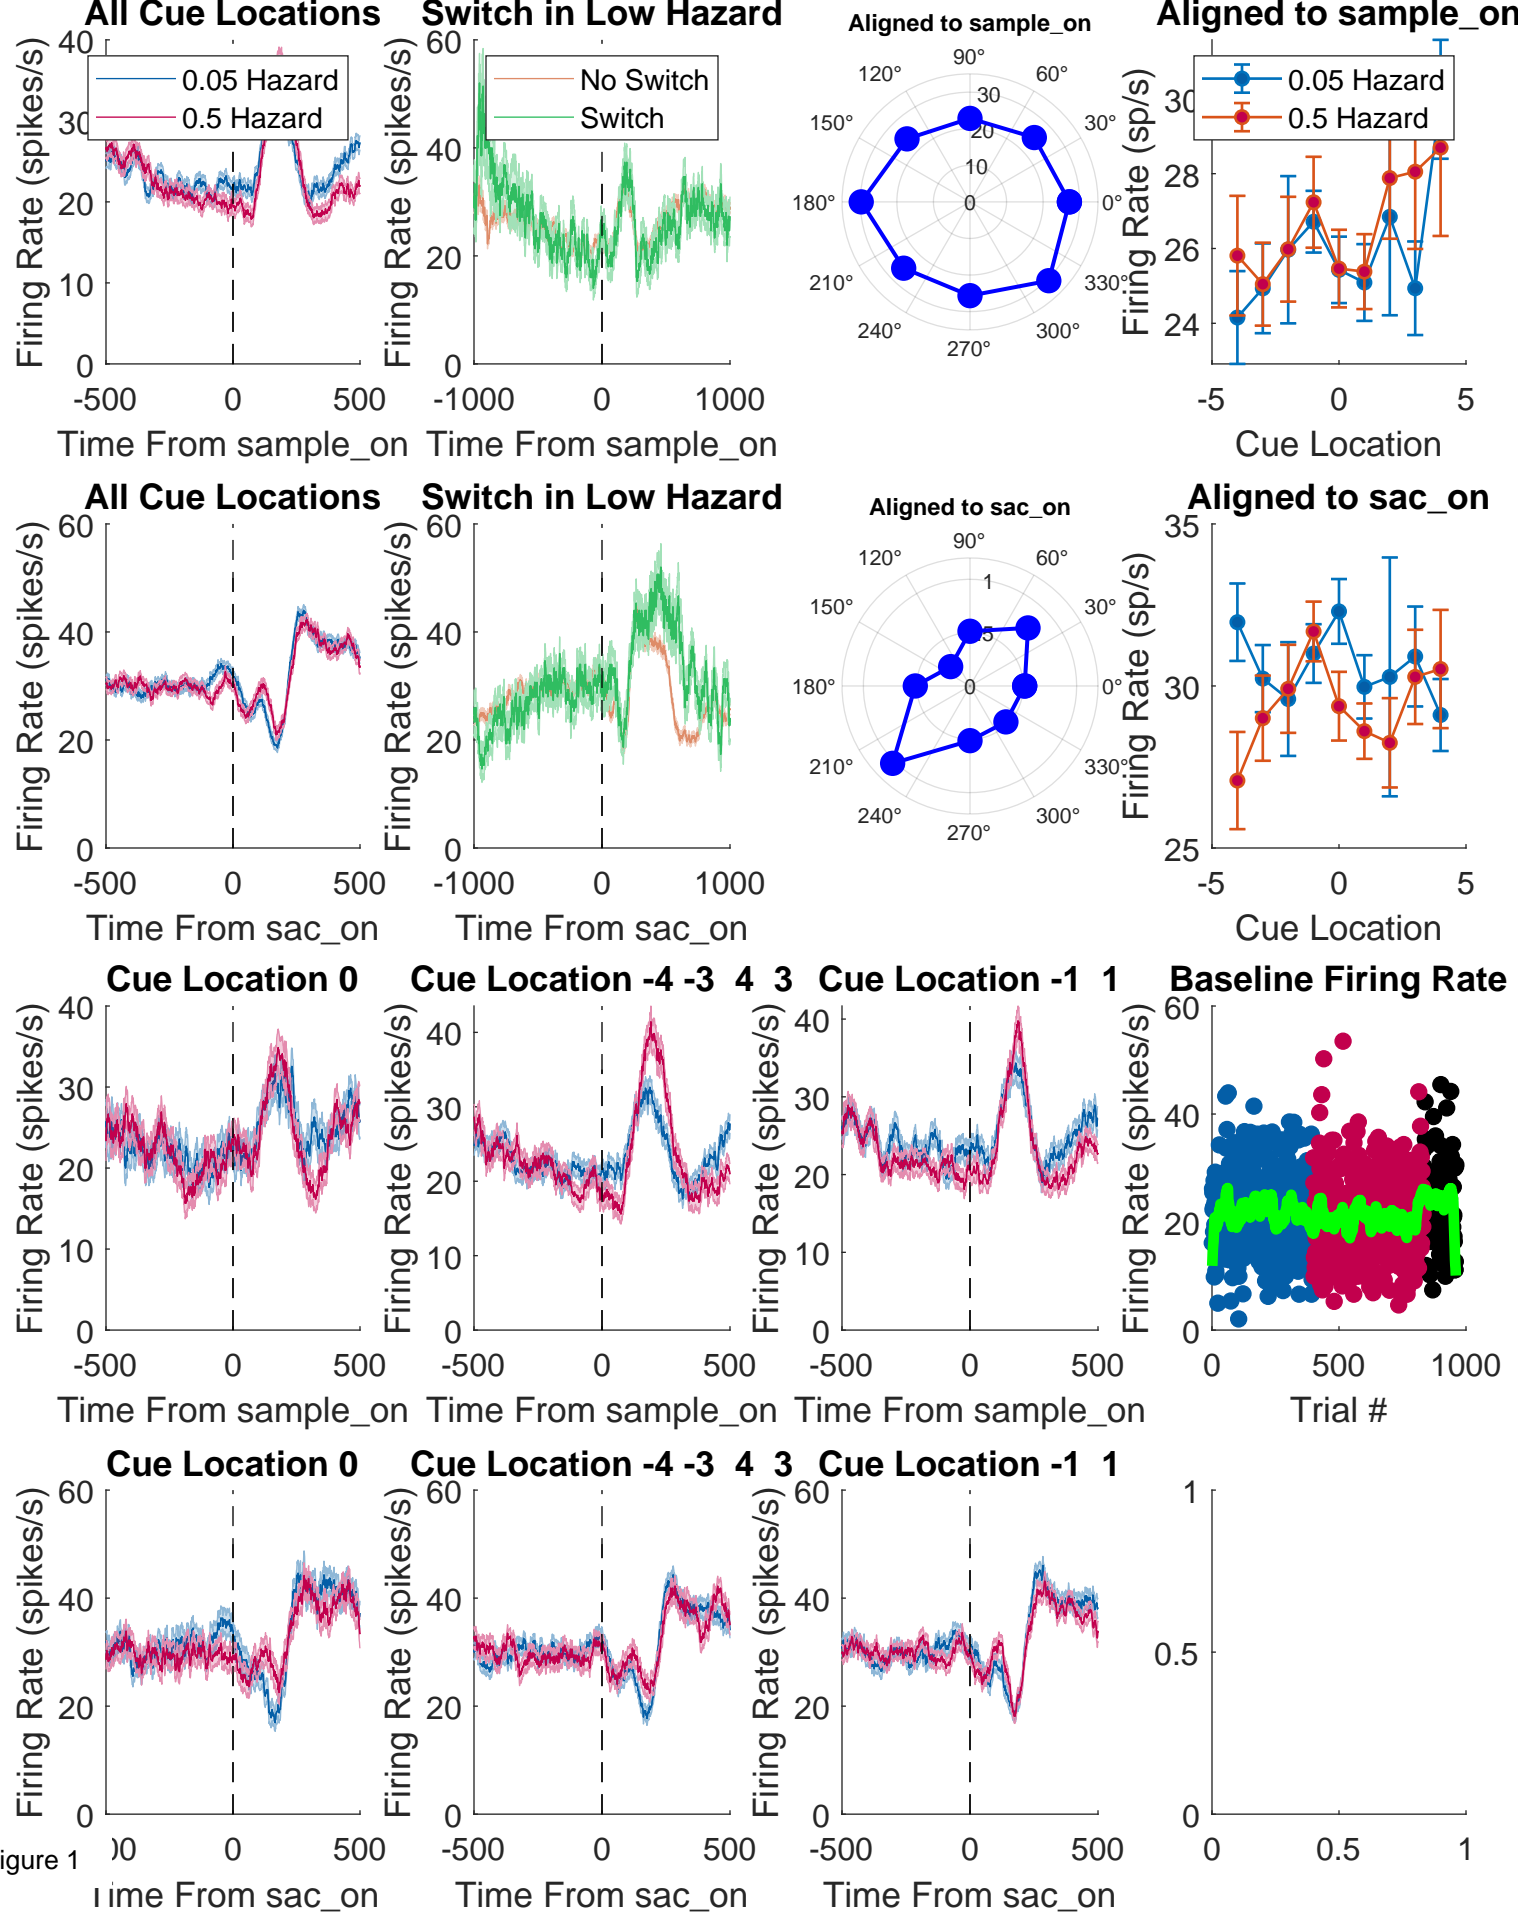 All Cue Locations
Firing Rate (spikes/s)
40
30
20
10
0
0.05 Hazard
0.5 Hazard
-500 0 500
Time From sample_on
Switch in Low Hazard
Firing Rate (spikes/s)
60
40
20
0
No Switch
Switch
-1000 0 1000
Time From sample_on
Aligned to sample_on
90°
120° 60°
150° 30°
180° 0°
210° 330°
240° 300°
270°
30
20
10
0
Aligned to sample_on
Firing Rate (sp/s)
30
28
26
24
0.05 Hazard
0.5 Hazard
-5 0 5
Cue Location
All Cue Locations
Firing Rate (spikes/s)
60
40
20
0
-500 0 500
Time From sac_on
Switch in Low Hazard
Firing Rate (spikes/s)
60
40
20
0
-1000 0 1000
Time From sac_on
Aligned to sac_on
90°
120° 60°
150° 30°
180° 0°
210° 330°
240° 300°
270°
1
5
0
Aligned to sac_on
Firing Rate (sp/s)
35
30
25
-5 0 5
Cue Location
Cue Location 0
Firing Rate (spikes/s)
40
30
20
10
0
-500 0 500
Time From sample_on
Cue Location -4 -3 4 3
Firing Rate (spikes/s)
40
30
20
10
0
-500 0 500
Time From sample_on
Cue Location -1 1
Firing Rate (spikes/s)
40
30
20
10
0
-500 0 500
Time From sample_on
Baseline Firing Rate
Firing Rate (spikes/s)
60
40
20
0
0 500 1000
Trial #
Cue Location 0
Firing Rate (spikes/s)
60
40
20
0
00 0 500
Time From sac_on
Cue Location -4 -3 4 3
Firing Rate (spikes/s)
60
40
20
0
-500 0 500
Time From sac_on
Cue Location -1 1
Firing Rate (spikes/s)
60
40
20
0
-500 0 500
Time From sac_on
1
0.5
0
0 0.5 1
igure 1